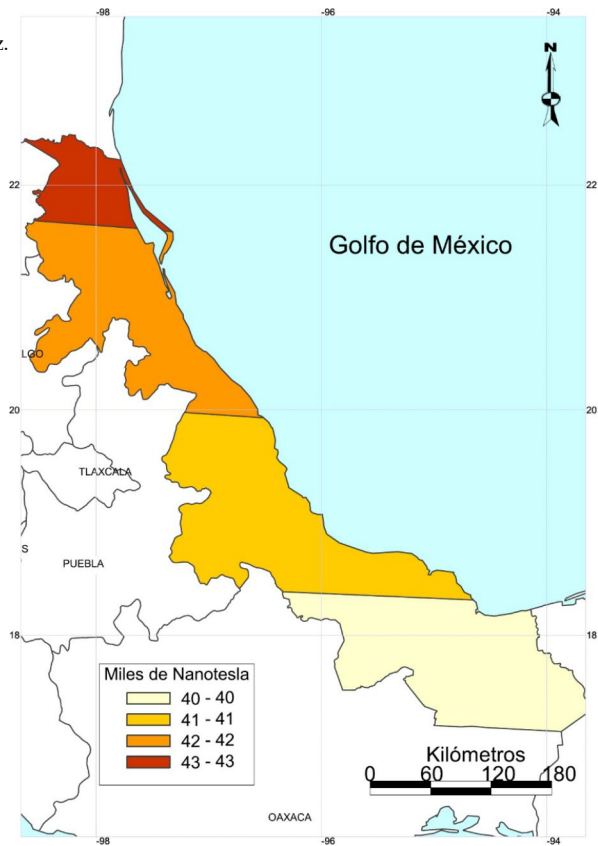 -98 -96 -94
z.
N
22 22
Golfo de México
LGO
20 20
TLAXCALA
S
PUEBLA
18 18
Miles de Nanotesla
40 - 40
41 - 41
42 - 42
43 - 43
Kilómetros
0 60 120 180
OAXACA
-98 -96 -94